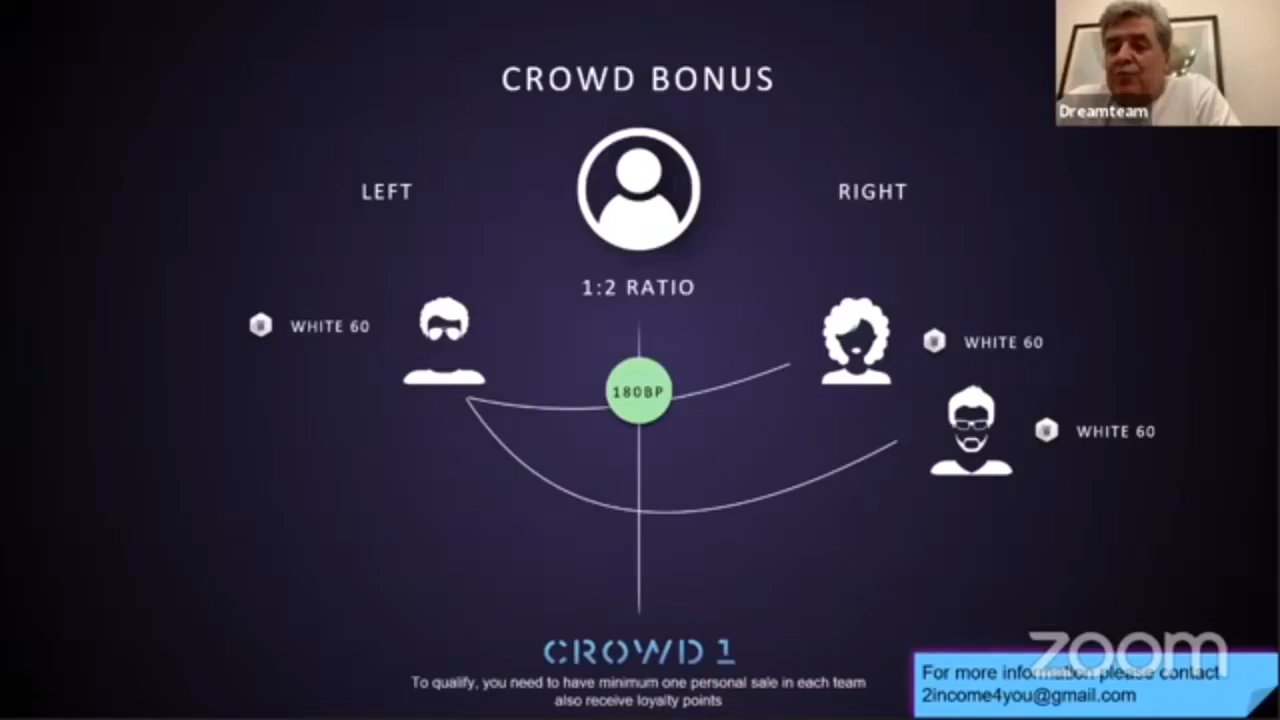 CROWD BONUS
Dreamteam
LEFT
RIGHT
1:2 RATIO
WHITE 60
WHITE 60
180BP
WHITE 60
CROWD 1
To qualify, you need to have minimum one personal sale in each team
also receive loyalty points
zoom
For more information please contact
2income4you@gmail.com